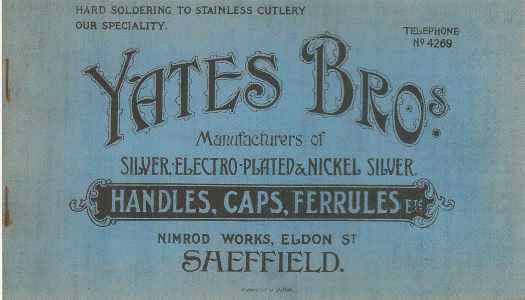 HARD SOLDERING TO STAINLESS CUTLERY
OUR SPECIALITY.
TELEPHONE
No 4269
YATES BROS.
Manufacturers of
SILVER, ELECTRO-PLATED & NICKEL SILVER.
HANDLES, CAPS, FERRULES ETC
NIMROD WORKS, ELDON ST
SHEFFIELD.